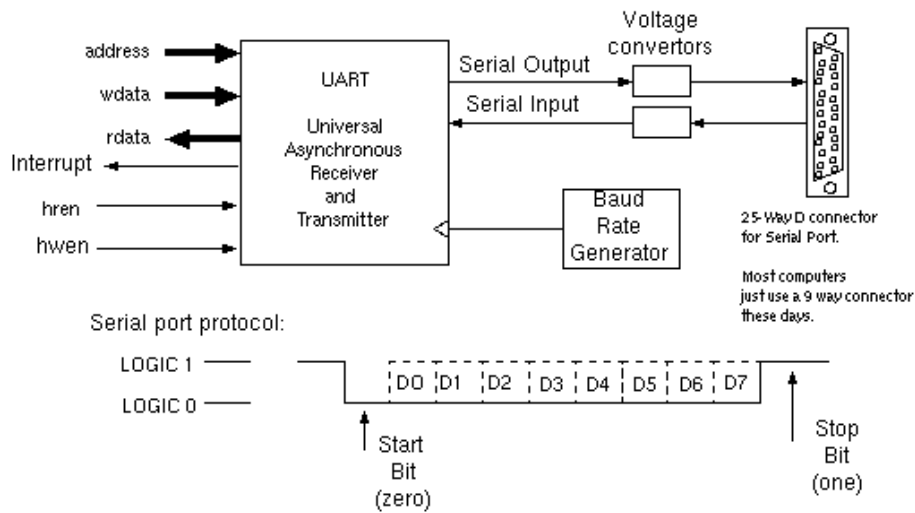 address
wdata
rdata
Interrupt
hren
hwen
UART
Universal
Asynchronous
Receiver
and
Transmitter
Serial Output
Serial Input
Voltage
convertors
Baud
Rate
Generator
25-Way D connector
for Serial Port.
Most computers
just use a 9 way connector
these days.
Serial port protocol:
LOGIC 1
LOGIC 0
D0 D1 D2 D3 D4 D5 D6 D7
Start
Bit
(zero)
Stop
Bit
(one)